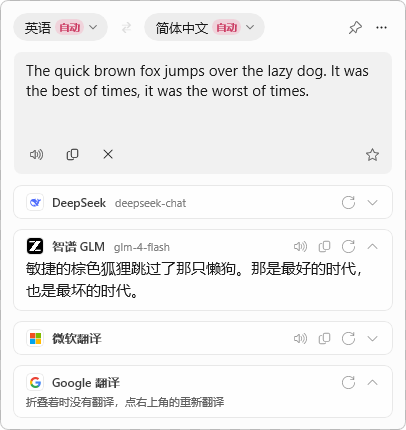 英语 自动 简体中文 自动
The quick brown fox jumps over the lazy dog. It was
the best of times, it was the worst of times.
DeepSeek deepseek-chat
智谱 GLM glm-4-flash
敏捷的棕色狐狸跳过了那只懒狗。那是最好的时代，
也是最坏的时代。
微软翻译
Google 翻译
折叠若时没有翻译，点右上角的重新翻译